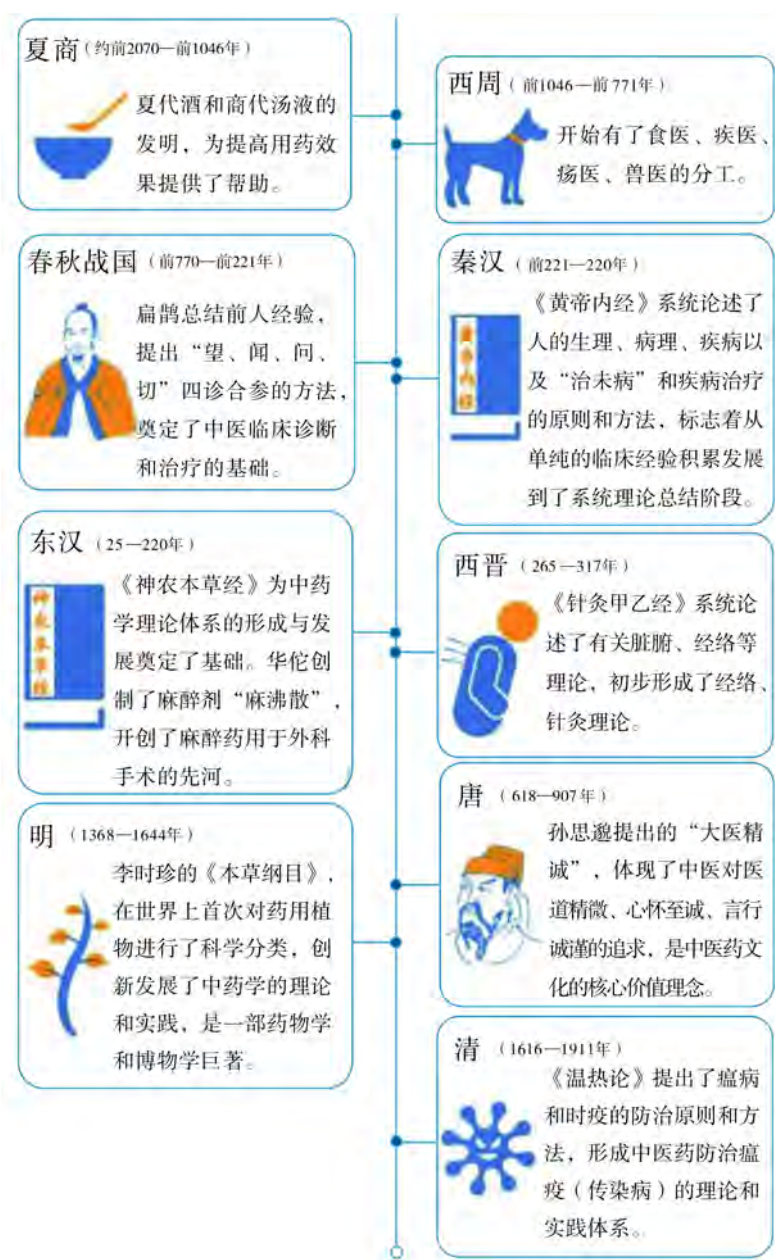 夏商(约前2070—前1046年)
夏代酒和商代汤液的
发明，为提高用药效
果提供了帮助。
西周(前1046—前771年)
开始有了食医、疾医、
疡医、兽医的分工。
春秋战国(前770—前221年)
扁鹊总结前人经验，
提出“望、闻、问、
切”四诊合参的方法，
奠定了中医临床诊断
和治疗的基础。
秦汉(前221—220年)
黄帝内经
《黄帝内经》系统论述了
人的生理、病理、疾病以
及“治未病”和疾病治疗
的原则和方法，标志着从
单纯的临床经验积累发展
到了系统理论总结阶段。
东汉(25—220年)
神农本草经
《神农本草经》为中药
学理论体系的形成与发
展奠定了基础。华佗创
制了麻醉剂“麻沸散”，
开创了麻醉药用于外科
手术的先河。
西晋(265—317年)
《针灸甲乙经》系统论
述了有关脏腑、经络等
理论，初步形成了经络、
针灸理论。
唐(618—907年)
孙思邈提出的“大医精
诚”，体现了中医对医
道精微、心怀至诚、言行
诚谨的追求，是中医药文
化的核心价值理念。
明(1368—1644年)
李时珍的《本草纲目》，
在世界上首次对药用植
物进行了科学分类，创
新发展了中药学的理论
和实践，是一部药物学
和博物学巨著。
清(1616—1911年)
《温热论》提出了瘟病
和时疫的防治原则和方
法，形成中医药防治瘟
疫(传染病)的理论和
实践体系。